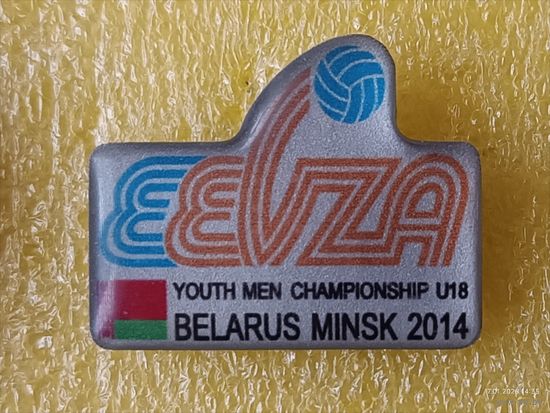 EEVZA
YOUTH MEN CHAMPIONSHIP U18
BELARUS MINSK 2014